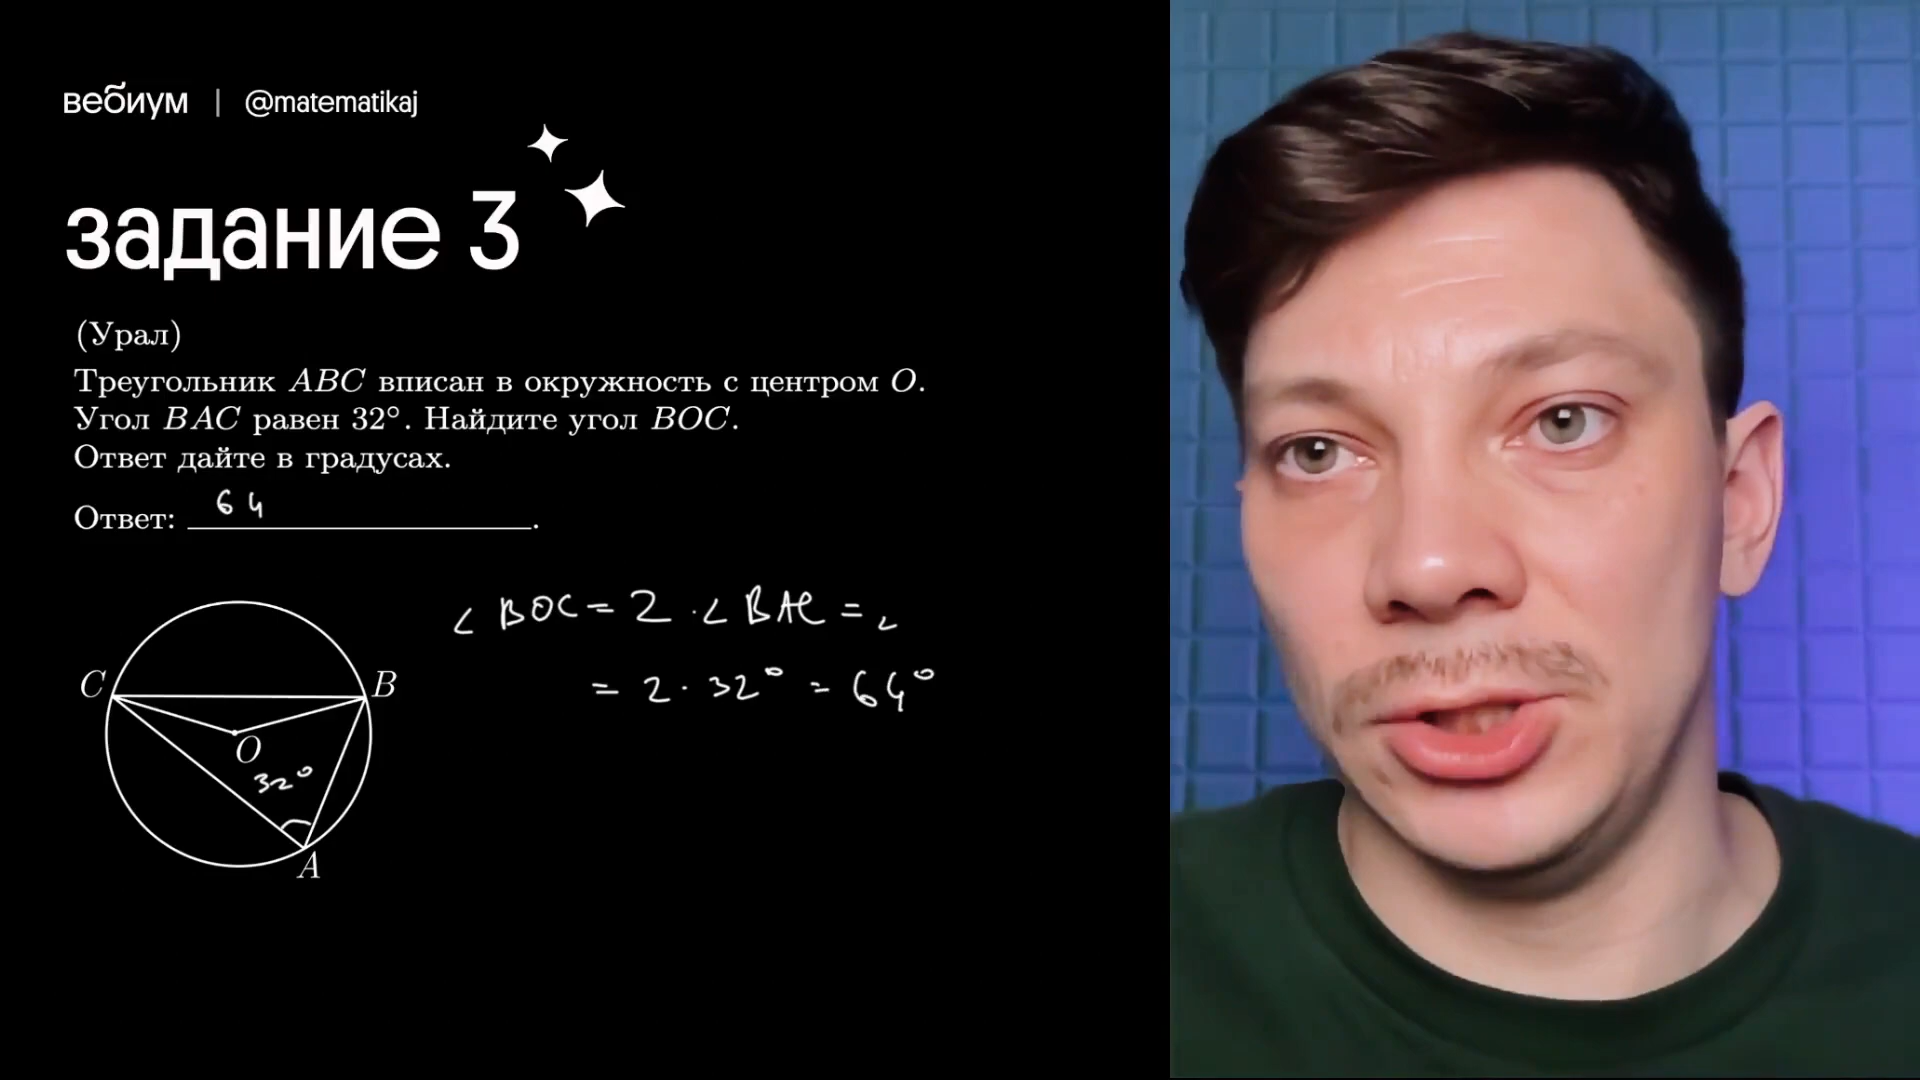 вебиум | @matematikaj
задание 3
(Урал)
Треугольник ABC вписан в окружность с центром O.
Угол BAC равен 32°. Найдите угол BOC.
Ответ дайте в градусах.
Ответ: 64.
∠ BOC = 2 · ∠ BAC =
= 2 · 32° = 64°
C
B
O
32°
A